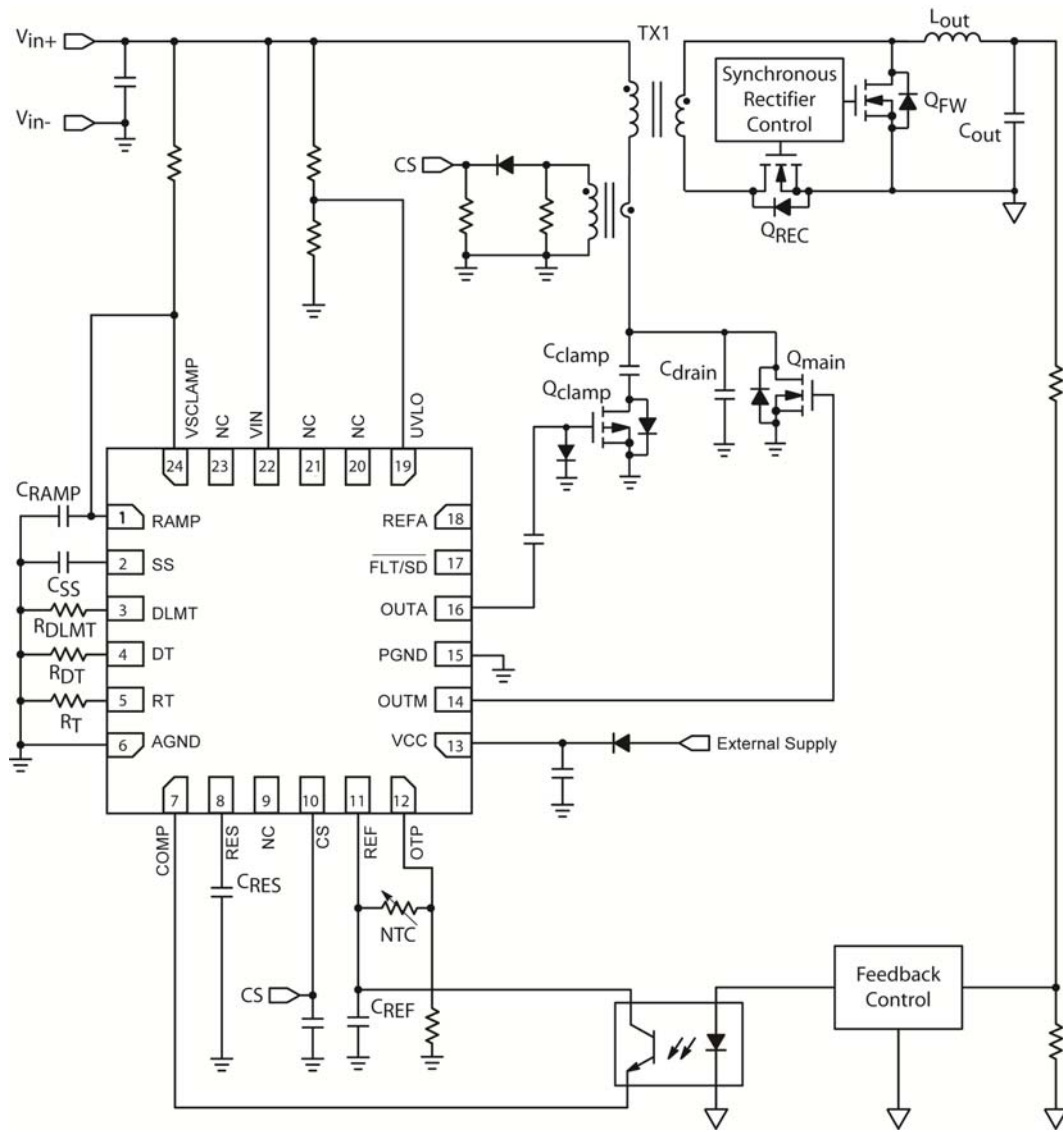 Vin+
TX1
Lout
Synchronous
Rectifier
Control
QFW
Cout
Vin-
CS
QREC
Cclamp
Qclamp
Cdrain
Qmain
VSCLAMP
NC
VIN
NC
NC
UVLO
24
23
22
21
20
19
CRAMP
1
RAMP
REFA
18
2
SS
FLT/SD
17
CSS
3
DLMT
OUTA
16
RDLMT
4
DT
PGND
15
RDT
5
RT
OUTM
14
RT
6
AGND
VCC
13
External Supply
7
8
9
10
11
12
COMP
RES
NC
CS
REF
OTP
CRES
NTC
CS
CREF
Feedback
Control